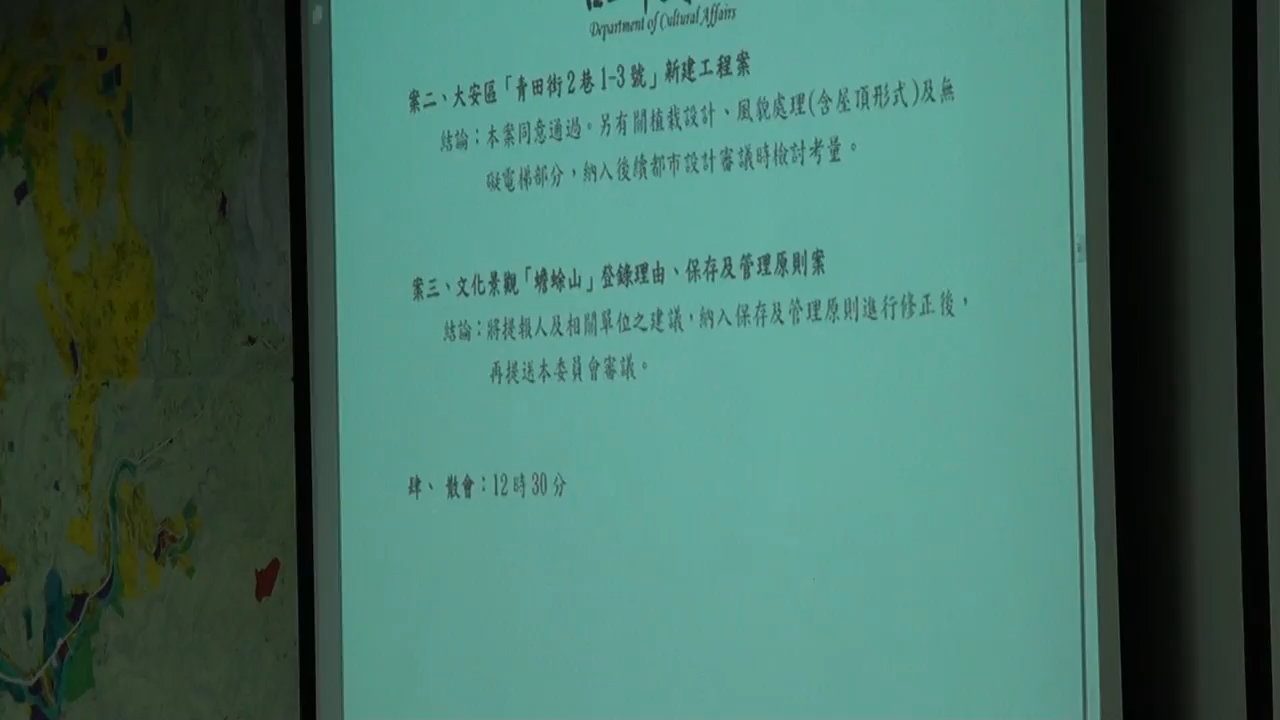 Department of Cultural Affairs
案二、大安區「青田街2巷1-3號」新建工程案
結論：本案同意通過。另有關植栽設計、風貌處理(含屋頂形式)及無
礙電梯部分，納入後續都市設計審議時檢討考量。
案三、文化景觀「蟾蜍山」登錄理由、保存及管理原則案
結論：將提報人及相關單位之建議，納入保存及管理原則進行修正後，
再提送本委員會審議。
肆、 散會：12時30分